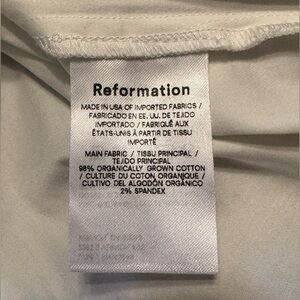 Reformation
MADE IN USA OF IMPORTED FABRICS /
FABRICADO EN EE. UU. DE TEJIDO
IMPORTADO / FABRIQUÉ AUX
ÉTATS-UNIS À PARTIR DE TISSU
IMPORTÉ
MAIN FABRIC / TISSU PRINCIPAL /
TEJIDO PRINCIPAL
98% ORGANICALLY GROWN COTTON
/ CULTURE DU COTON ORGANIQUE /
CULTIVO DEL ALGODÓN ORGÁNICO
2% SPANDEX